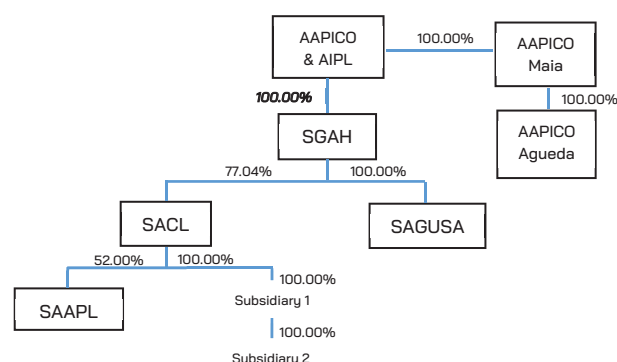 AAPICO
& AIPL
100.00%
AAPICO
Maia
100.00%
100.00%
AAPICO
Agueda
SGAH
77.04%
100.00%
SACL
SAGUSA
52.00%
100.00%
SAAPL
100.00%
Subsidiary 1
100.00%
Subsidiary 2